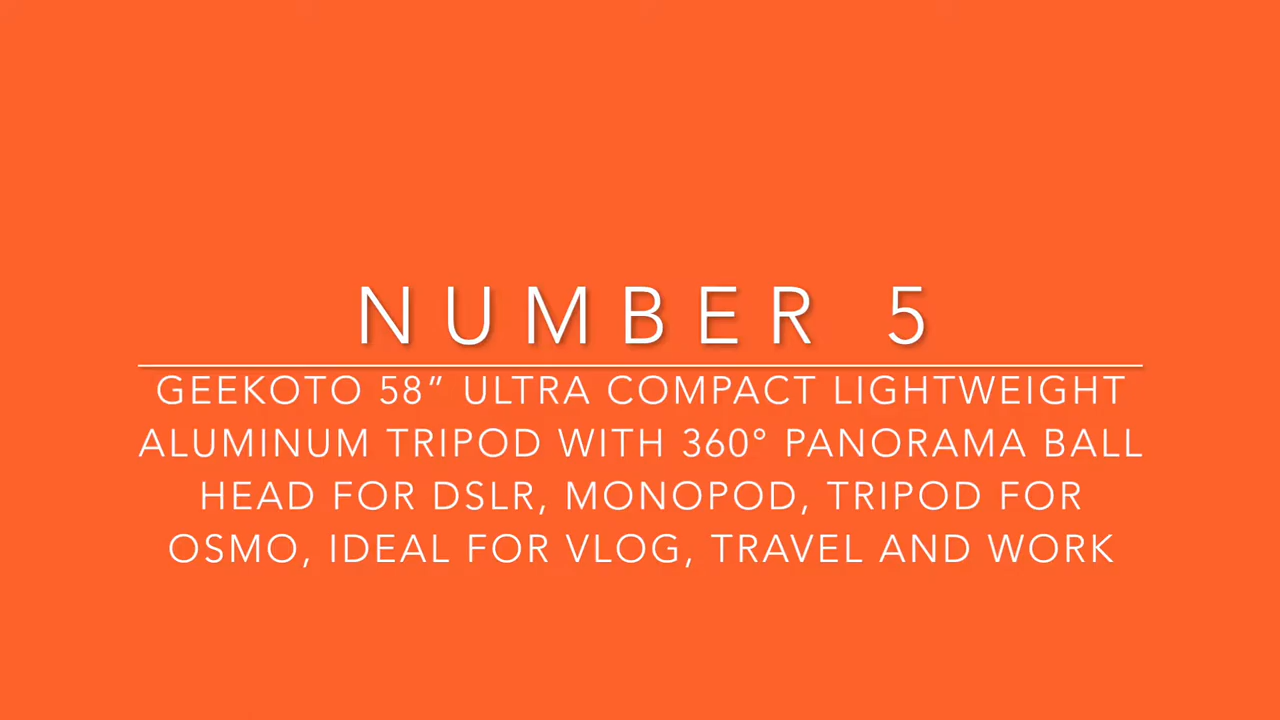 NUMBER 5
GEEKOTO 58” ULTRA COMPACT LIGHTWEIGHT
ALUMINUM TRIPOD WITH 360° PANORAMA BALL
HEAD FOR DSLR, MONOPOD, TRIPOD FOR
OSMO, IDEAL FOR VLOG, TRAVEL AND WORK